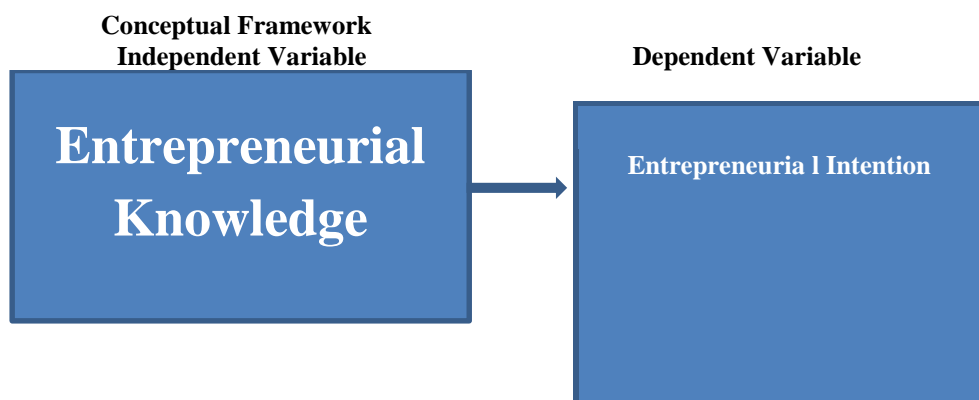 Conceptual Framework
Independent Variable
Dependent Variable
Entrepreneurial
Knowledge
Entrepreneuria l Intention